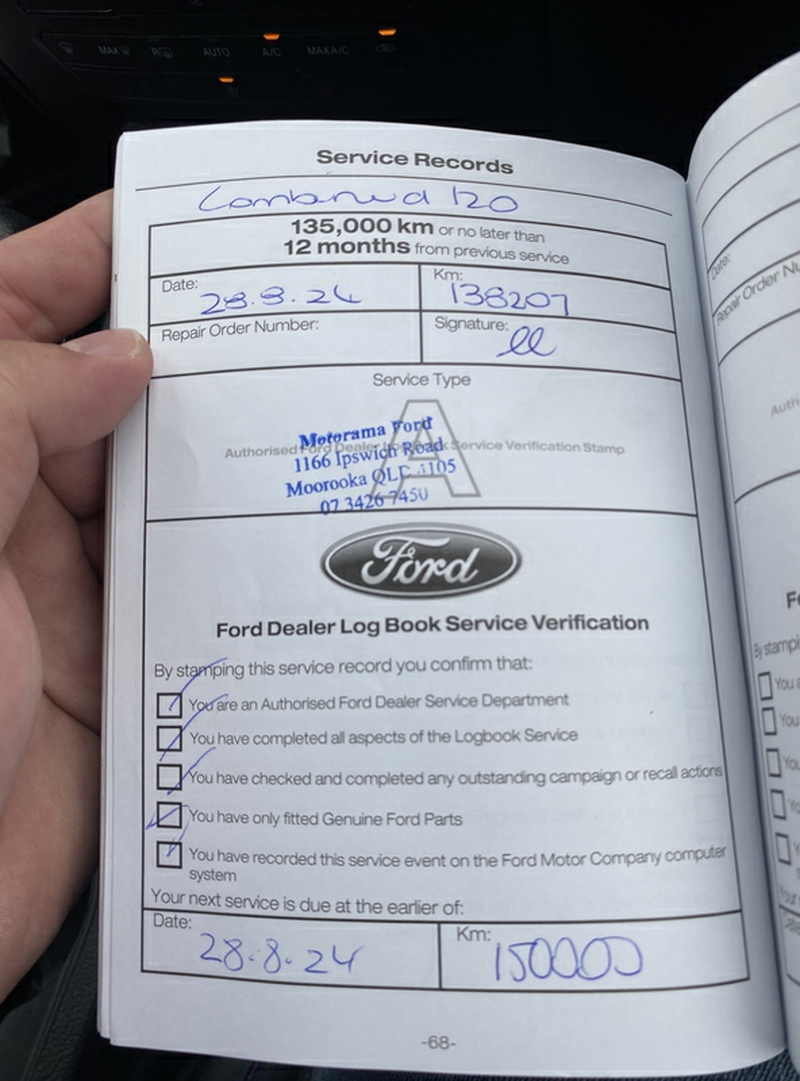 MAX
R
AUTO
A/C
MAX A/C
Service Records
Combined 120
135,000 km or no later than
12 months from previous service
Date:
28.8.24
Km:
138207
Repair Order Number:
Signature:
Service Type
A
Authorised Ford Dealer Service Verification Stamp
Motorama Ford
1166 Ipswich Road
Moorooka QLD 4105
07 3426 7450
Ford
Ford Dealer Log Book Service Verification
By stamping this service record you confirm that:
You are an Authorised Ford Dealer Service Department
You have completed all aspects of the Logbook Service
You have checked and completed any outstanding campaign or recall actions
You have only fitted Genuine Ford Parts
You have recorded this service event on the Ford Motor Company computer
system
Your next service is due at the earlier of:
Date:
28.8.24
Km:
150000
-68-
Date:
Repair Order
By
You
You
You